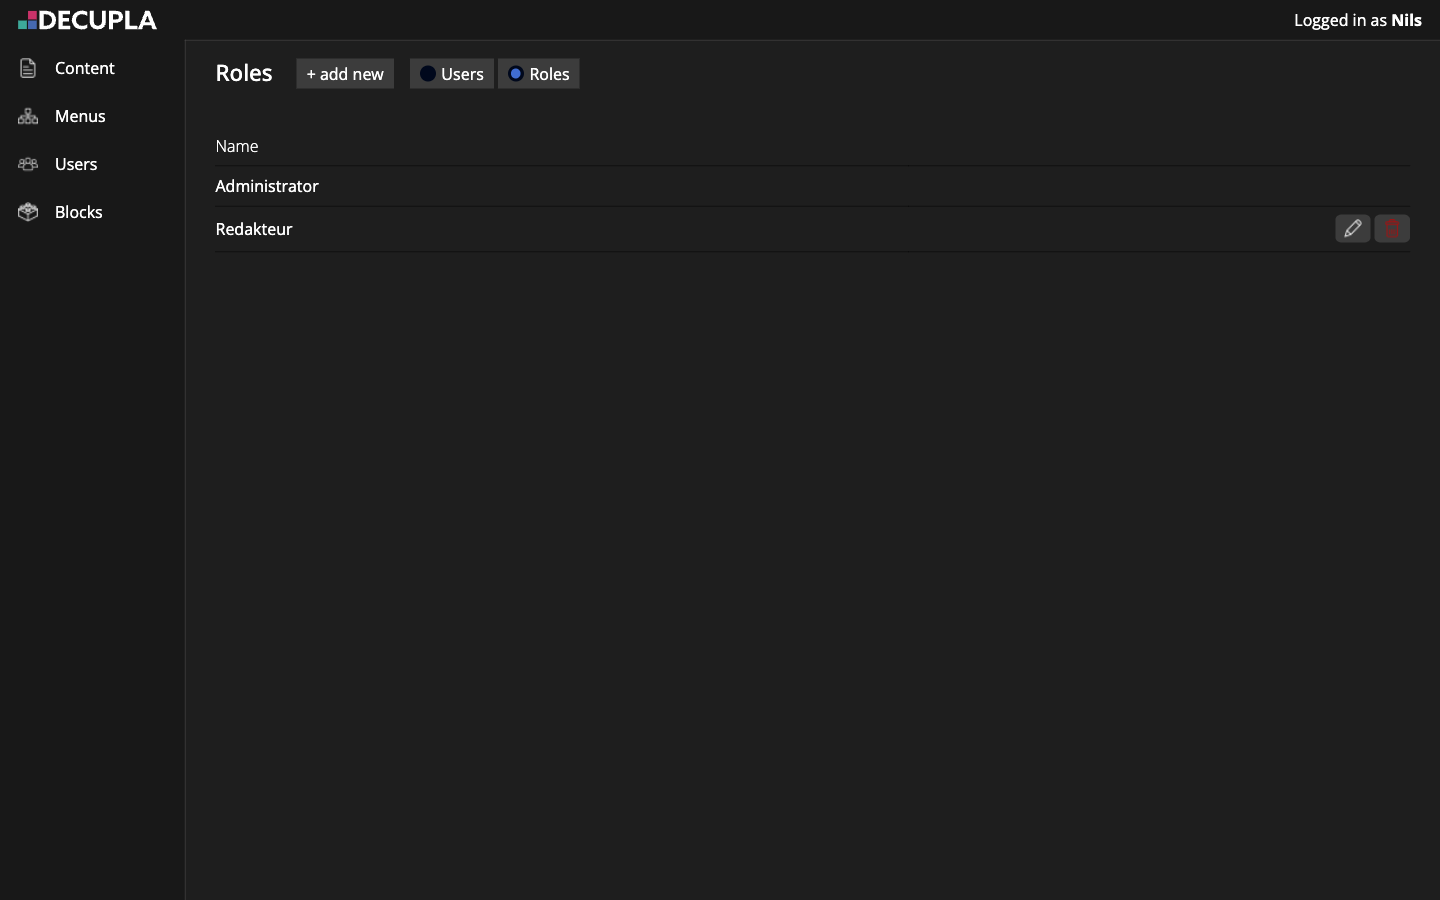 DECUPLA
Logged in as Nils
Content
Menus
Users
Blocks
Roles
+ add new
Users
Roles
Name
Administrator
Redakteur